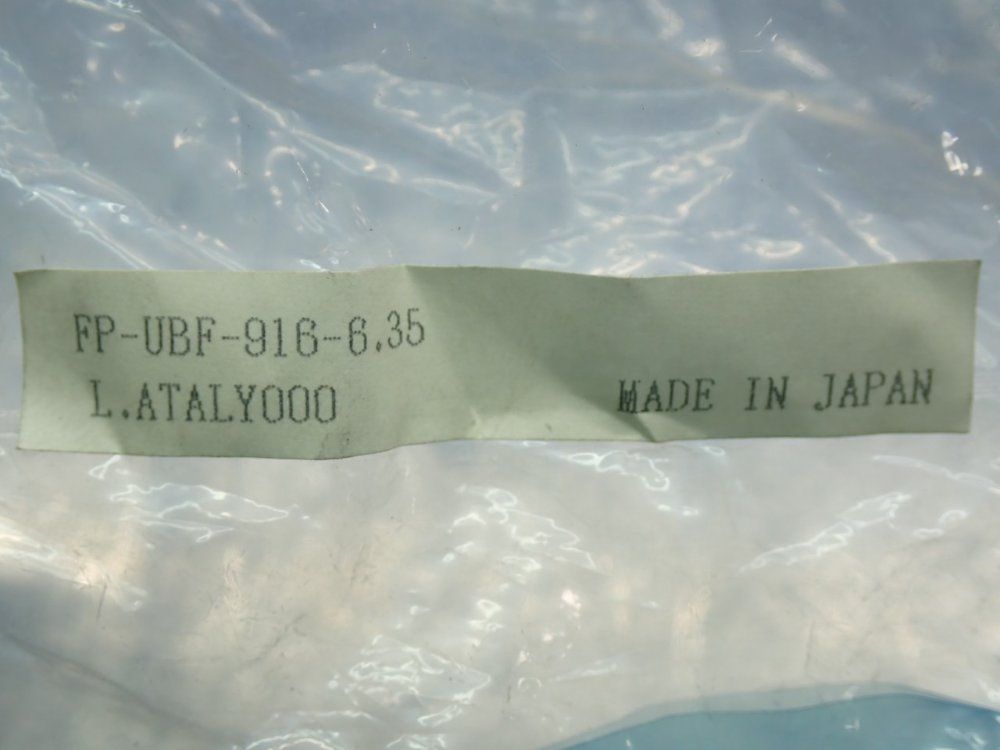 FP-UBF-916-6.35
L.ATALY000 MADE IN JAPAN